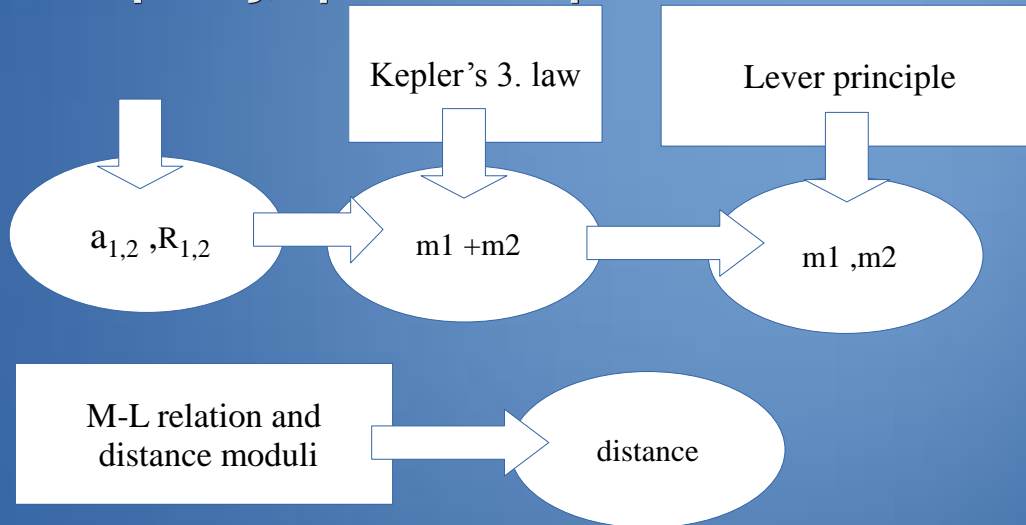 Kepler’s 3. law
Lever principle
a1,2 ,R1,2
m1 +m2
m1 ,m2
M-L relation and
distance moduli
distance